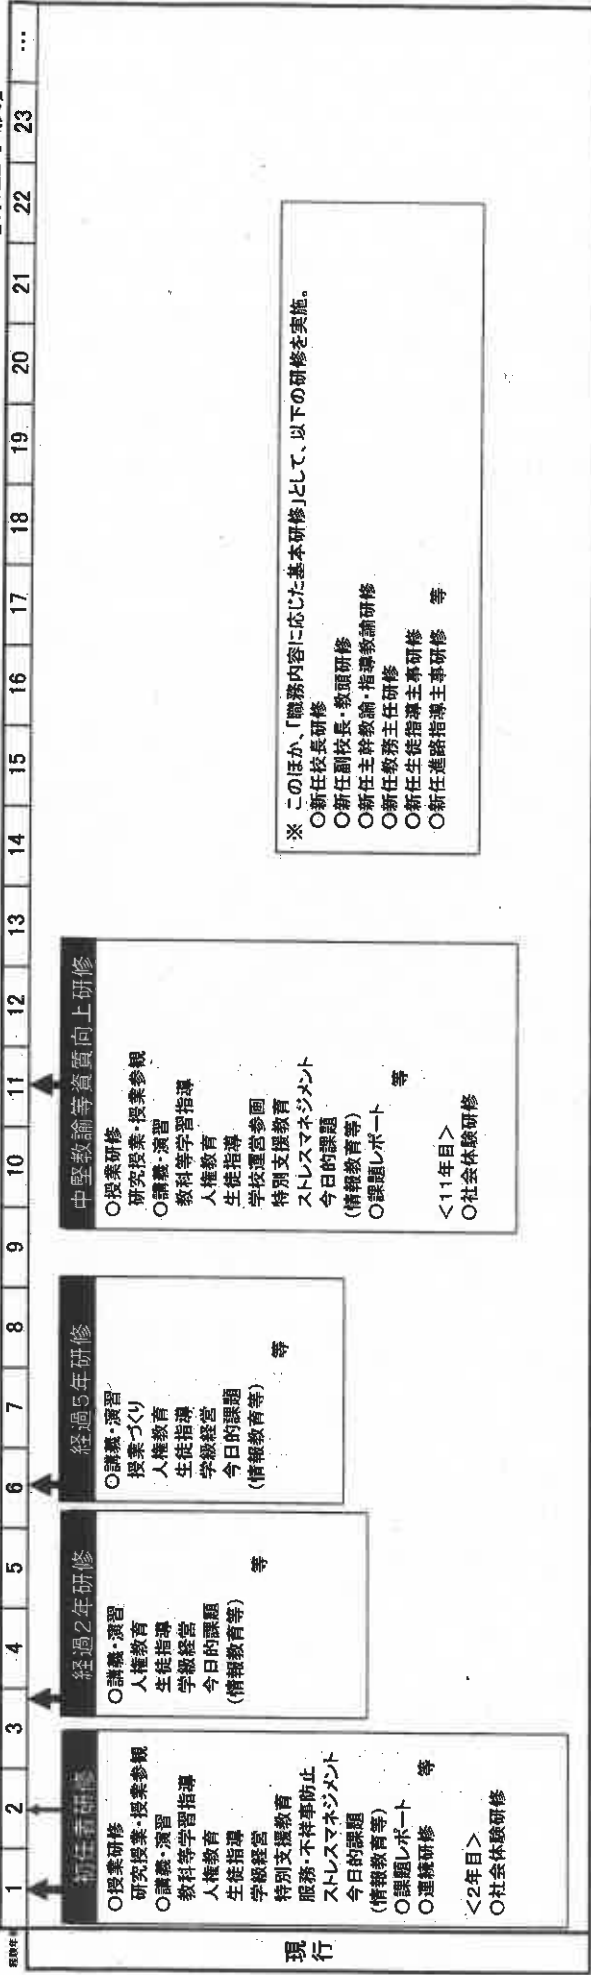 経験年
1 2 3 4 5 6 7 8 9 10 11 12 13 14 15 16 17 18 19 20 21 22 23 …
現行
初任者研修
○授業研修
研究授業・授業参観
○講義・演習
教科等学習指導
人権教育
生徒指導
学級経営
特別支援教育
服務・不祥事防止
ストレスマネジメント
今日的課題
(情報教育等)
○課題レポート
○連続研修 等
<2年目>
○社会体験研修
経過2年研修
○講義・演習
人権教育
生徒指導
学級経営
今日的課題
(情報教育等) 等
経過5年研修
○講義・演習
授業づくり
人権教育
生徒指導
学級経営
今日的課題
(情報教育等) 等
中堅教諭等資質向上研修
○授業研修
研究授業・授業参観
○講義・演習
教科等学習指導
人権教育
生徒指導
学校運営参画
特別支援教育
ストレスマネジメント
今日的課題
(情報教育等)
○課題レポート 等
<11年目>
○社会体験研修
※ このほか、「職務内容に応じた基本研修」として、以下の研修を実施。
○新任校長研修
○新任副校長・教頭研修
○新任主幹教諭・指導教諭研修
○新任教務主任研修
○新任生徒指導主事研修
○新任進路指導主事研修 等